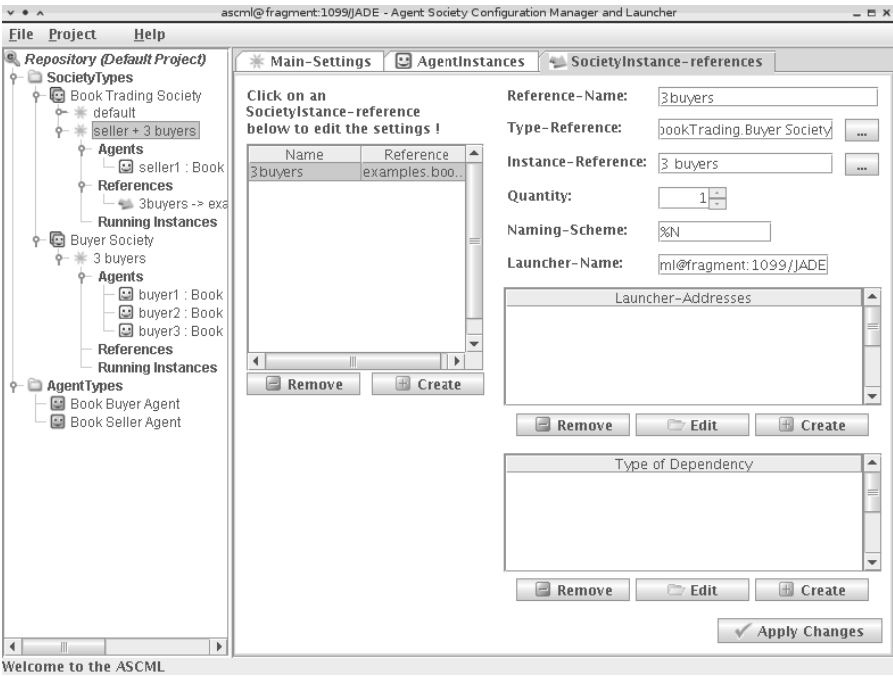 ascml@fragment:1099/JADE - Agent Society Configuration Manager and Launcher
File Project Help
Repository (Default Project)
SocietyTypes
Book Trading Society
default
seller + 3 buyers
Agents
seller1 : Book
References
3buyers -> exa
Running Instances
Buyer Society
3 buyers
Agents
buyer1 : Book
buyer2 : Book
buyer3 : Book
References
Running Instances
AgentTypes
Book Buyer Agent
Book Seller Agent
Main-Settings AgentInstances SocietyInstance-references
Click on an
SocietyIstance-reference
below to edit the settings !
Name Reference
3buyers examples.boo..
Remove Create
Reference-Name: 3buyers
Type-Reference: bookTrading.Buyer Society ...
Instance-Reference: 3 buyers ...
Quantity: 1
Naming-Scheme: %N
Launcher-Name: ml@fragment:1099/JADE
Launcher-Addresses
Remove Edit Create
Type of Dependency
Remove Edit Create
Apply Changes
Welcome to the ASCML